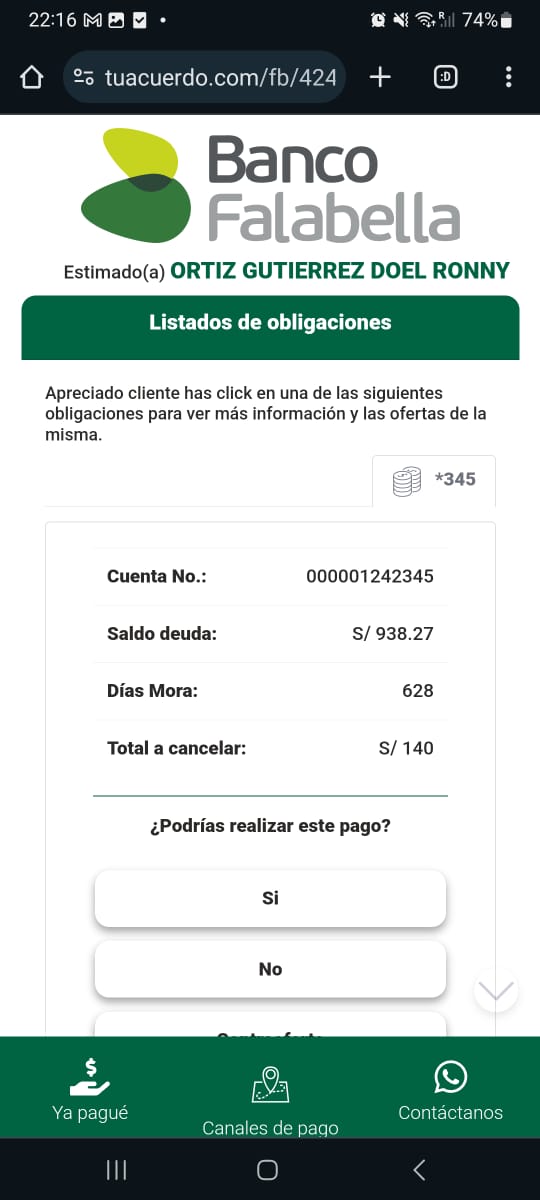 22:16
R 74%
tuacuerdo.com/fb/424
:D
Banco
Falabella
Estimado(a) ORTIZ GUTIERREZ DOEL RONNY
Listados de obligaciones
Apreciado cliente has click en una de las siguientes
obligaciones para ver más información y las ofertas de la
misma.
*345
Cuenta No.: 000001242345
Saldo deuda: S/ 938.27
Días Mora: 628
Total a cancelar: S/ 140
¿Podrías realizar este pago?
Si
No
Ya pagué
Canales de pago
Contáctanos